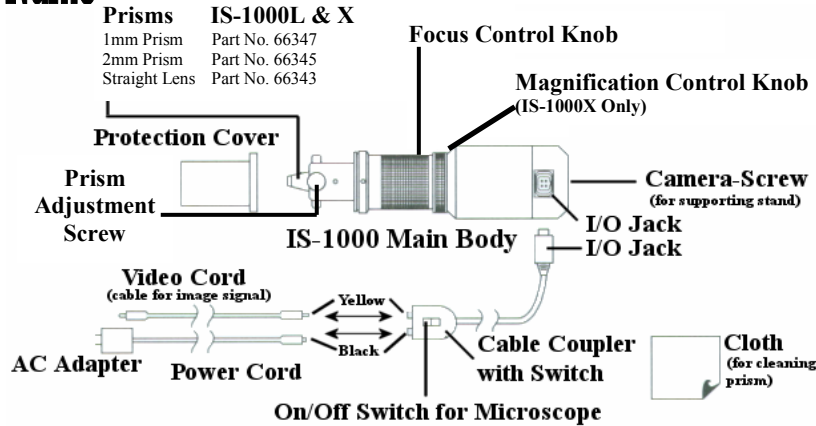 Prisms IS-1000L & X
1mm Prism Part No. 66347
2mm Prism Part No. 66345
Straight Lens Part No. 66343
Focus Control Knob
Magnification Control Knob
(IS-1000X Only)
Protection Cover
Prism
Adjustment
Screw
Camera-Screw
(for supporting stand)
I/O Jack
I/O Jack
IS-1000 Main Body
Video Cord
(cable for image signal)
Yellow
Black
AC Adapter
Power Cord
Cable Coupler
with Switch
Cloth
(for cleaning
prism)
On/Off Switch for Microscope